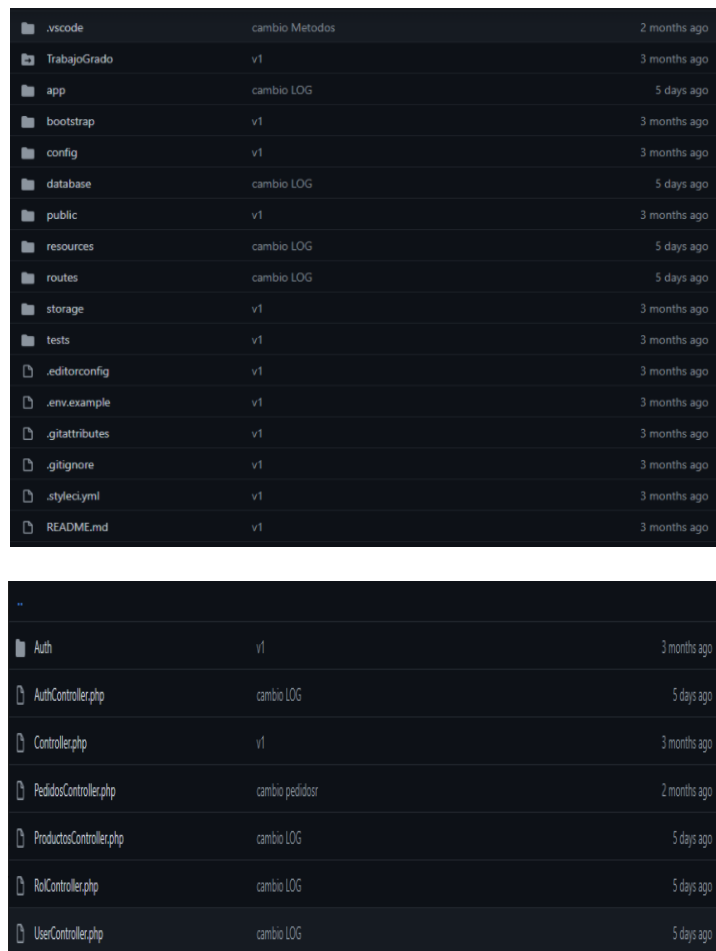 .vscode cambio Metodos 2 months ago
TrabajoGrado v1 3 months ago
app cambio LOG 5 days ago
bootstrap v1 3 months ago
config v1 3 months ago
database cambio LOG 5 days ago
public v1 3 months ago
resources cambio LOG 5 days ago
routes cambio LOG 5 days ago
storage v1 3 months ago
tests v1 3 months ago
.editorconfig v1 3 months ago
.env.example v1 3 months ago
.gitattributes v1 3 months ago
.gitignore v1 3 months ago
.styleci.yml v1 3 months ago
README.md v1 3 months ago
..
Auth v1 3 months ago
AuthController.php cambio LOG 5 days ago
Controller.php v1 3 months ago
PedidosController.php cambio pedidosr 2 months ago
ProductosController.php cambio LOG 5 days ago
RolController.php cambio LOG 5 days ago
UserController.php cambio LOG 5 days ago